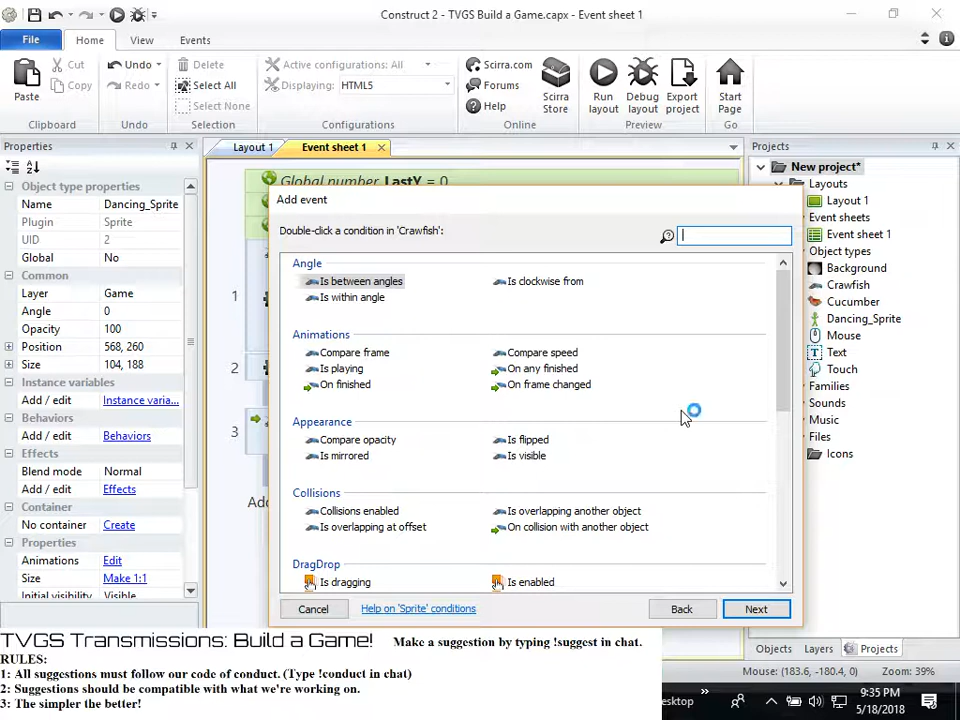 Construct 2 - TVGS Build a Game.capx - Event sheet 1
File Home View Events
Paste Cut Copy
Undo Redo
Delete Select All Select None
Active configurations: All
Displaying: HTML5
Scirra.com Forums Help
Scirra Store
Run layout
Debug layout
Export project
Start Page
Clipboard Undo Selection Configurations Online Preview Go
Properties
Object type properties
Name Dancing_Sprite
Plugin Sprite
UID 2
Global No
Common
Layer Game
Angle 0
Opacity 100
Position 568, 260
Size 104, 188
Instance variables
Add / edit Instance varia...
Behaviors
Add / edit Behaviors
Effects
Blend mode Normal
Add / edit Effects
Container
No container Create
Properties
Animations Edit
Size Make 1:1
Initial visibility Visible
Layout 1 Event sheet 1
Global number LastY = 0
1
2
3
Add event
Double-click a condition in 'Crawfish':
Angle
Is between angles Is clockwise from
Is within angle
Animations
Compare frame Compare speed
Is playing On any finished
On finished On frame changed
Appearance
Compare opacity Is flipped
Is mirrored Is visible
Collisions
Collisions enabled Is overlapping another object
Is overlapping at offset On collision with another object
DragDrop
Is dragging Is enabled
Cancel Help on 'Sprite' conditions Back Next
Projects
New project*
Layouts
Layout 1
Event sheets
Event sheet 1
Object types
Background
Crawfish
Cucumber
Dancing_Sprite
Mouse
Text
Touch
Families
Sounds
Music
Files
Icons
Objects Layers Projects
Mouse: (183.6, -180.4, 0) Zoom: 39%
TVGS Transmissions: Build a Game! Make a suggestion by typing !suggest in chat.
RULES:
1: All suggestions must follow our code of conduct. (Type !conduct in chat)
2: Suggestions should be compatible with what we're working on.
3: The simpler the better!
9:35 PM
5/18/2018